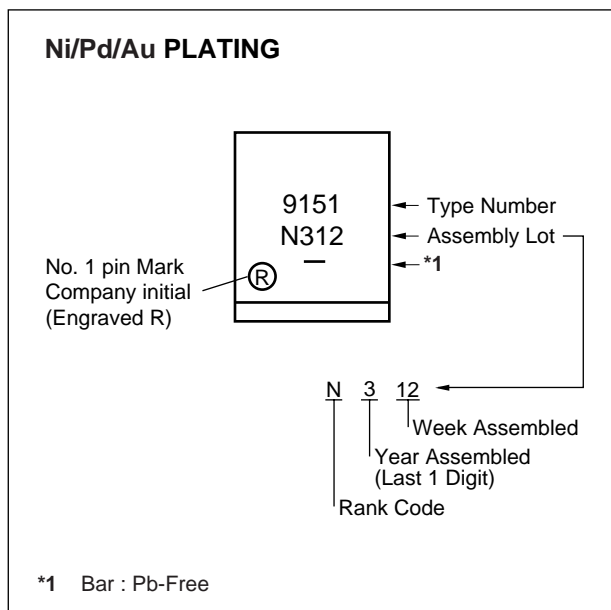 Ni/Pd/Au PLATING
9151
Type Number
N312
Assembly Lot
*1
No. 1 pin Mark
Company initial
(Engraved R)
R
N 3 12
Week Assembled
Year Assembled
(Last 1 Digit)
Rank Code
*1 Bar : Pb-Free